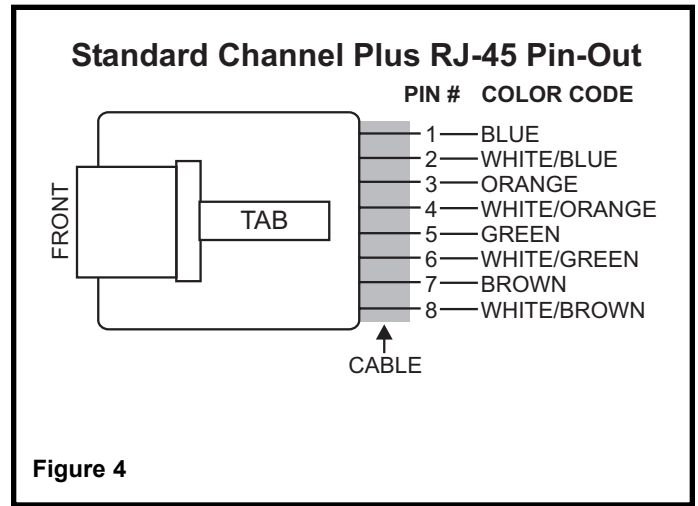 Standard Channel Plus RJ-45 Pin-Out
PIN # COLOR CODE
1 BLUE
2 WHITE/BLUE
3 ORANGE
4 WHITE/ORANGE
5 GREEN
6 WHITE/GREEN
7 BROWN
8 WHITE/BROWN
FRONT
TAB
CABLE
Figure 4